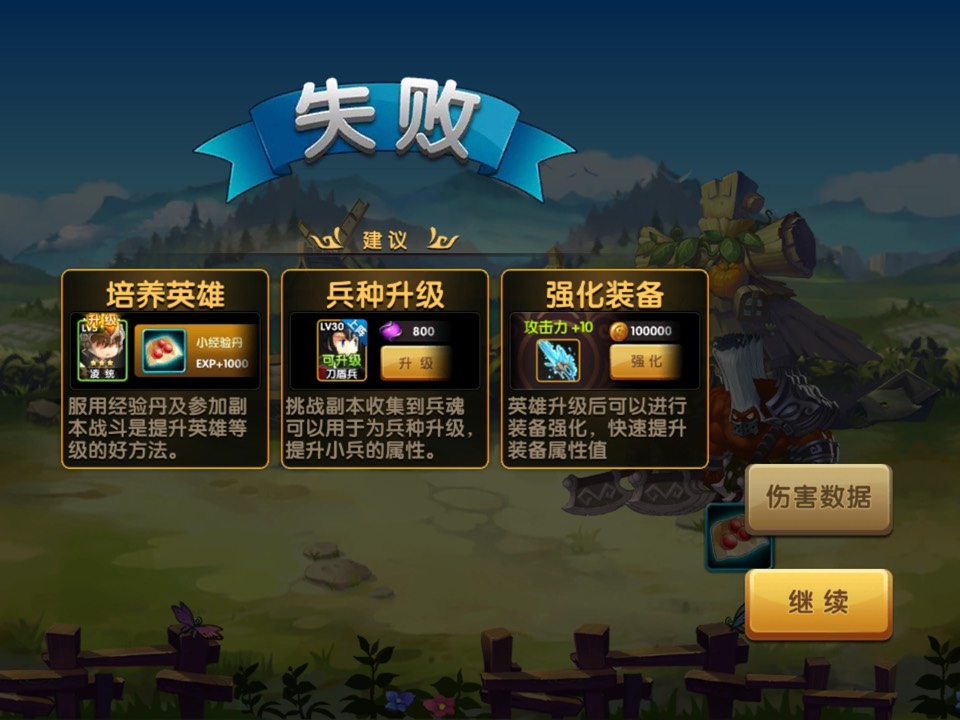 失败
建议
培养英雄
升级
LV5
凌统
小经验丹
EXP+1000
服用经验丹及参加副
本战斗是提升英雄等
级的好方法。
兵种升级
LV30
可升级
刀盾兵
800
升级
挑战副本收集到兵魂
可以用于为兵种升级，
提升小兵的属性。
强化装备
攻击力+10
100000
强化
英雄升级后可以进行
装备强化，快速提升
装备属性值
伤害数据
继续